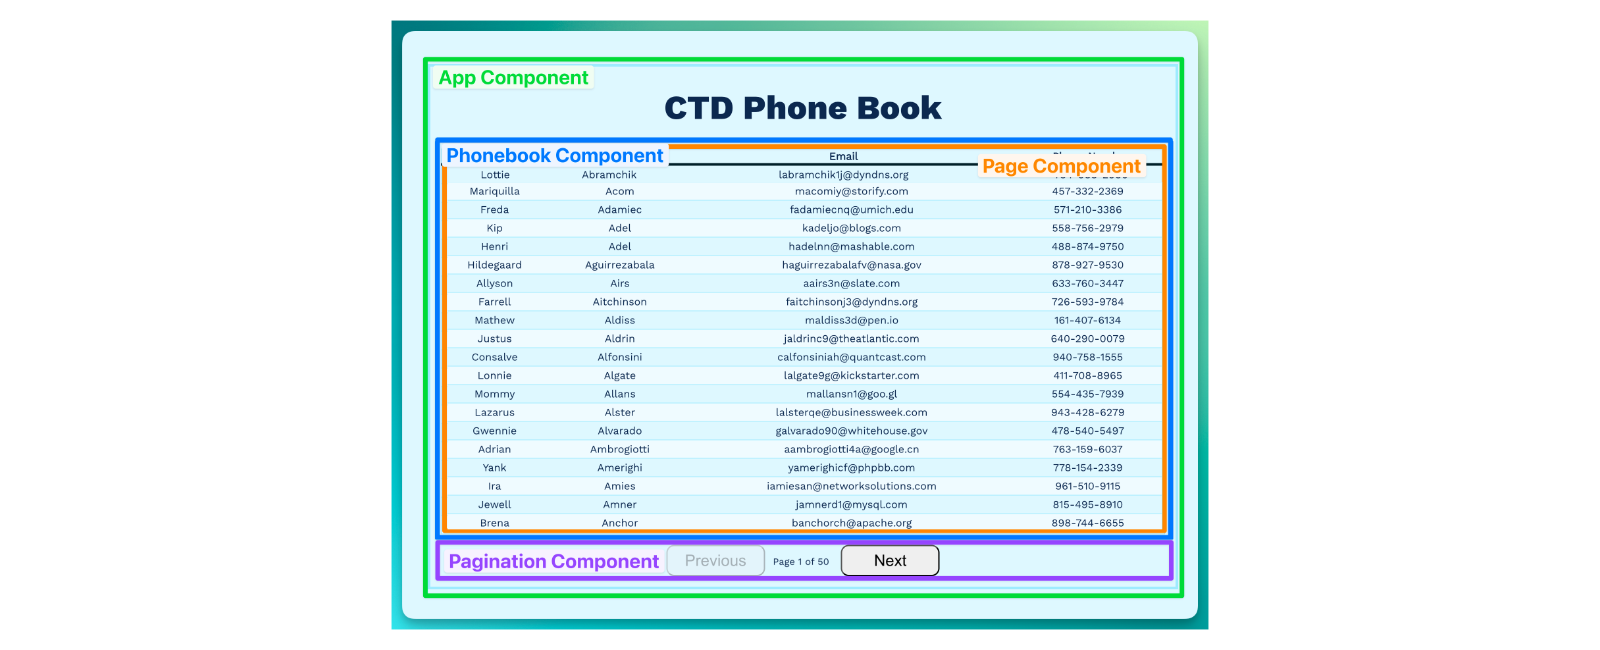 App Component
CTD Phone Book
Phonebook Component Email
Page Component
Lottie Abramchik labramchik1j@dyndns.org
Mariquilla Acom macomiy@storify.com 457-332-2369
Freda Adamiec fadamiecnq@umich.edu 571-210-3386
Kip Adel kadeljo@blogs.com 558-756-2979
Henri Adel hadelnn@mashable.com 488-874-9750
Hildegaard Aguirrezabala haguirrezabalafv@nasa.gov 878-927-9530
Allyson Airs aairs3n@slate.com 633-760-3447
Farrell Aitchinson faitchinsonj3@dyndns.org 726-593-9784
Mathew Aldiss maldiss3d@pen.io 161-407-6134
Justus Aldrin jaldrinc9@theatlantic.com 640-290-0079
Consalve Alfonsini calfonsiniah@quantcast.com 940-758-1555
Lonnie Algate lalgate9g@kickstarter.com 411-708-8965
Mommy Allans mallansn1@goo.gl 554-435-7939
Lazarus Alster lalsterqe@businessweek.com 943-428-6279
Gwennie Alvarado galvarado90@whitehouse.gov 478-540-5497
Adrian Ambrogiotti aambrogiotti4a@google.cn 763-159-6037
Yank Amerighi yamerighicf@phpbb.com 778-154-2339
Ira Amies iamiesan@networksolutions.com 961-510-9115
Jewell Amner jamnerd1@mysql.com 815-495-8910
Brena Anchor banchorch@apache.org 898-744-6655
Pagination Component Previous Page 1 of 50 Next